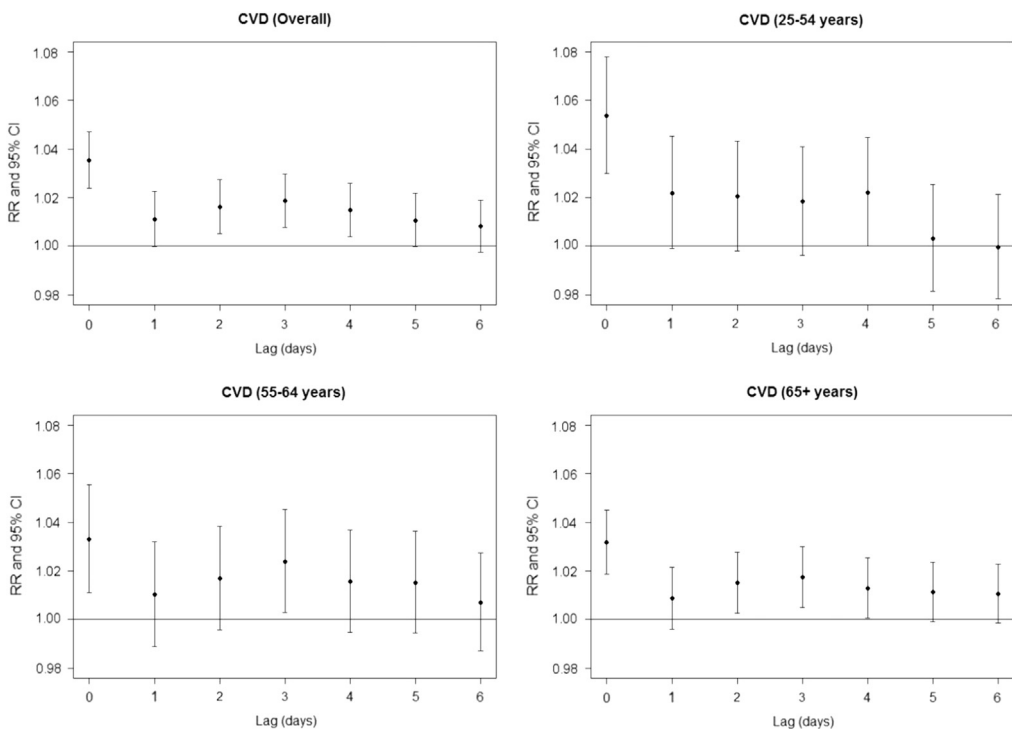 CVD (Overall)
RR and 95% CI
1.08
1.06
1.04
1.02
1.00
0.98
0 1 2 3 4 5 6
Lag (days)
CVD (25-54 years)
RR and 95% CI
1.08
1.06
1.04
1.02
1.00
0.98
0 1 2 3 4 5 6
Lag (days)
CVD (55-64 years)
RR and 95% CI
1.08
1.06
1.04
1.02
1.00
0.98
0 1 2 3 4 5 6
Lag (days)
CVD (65+ years)
RR and 95% CI
1.08
1.06
1.04
1.02
1.00
0.98
0 1 2 3 4 5 6
Lag (days)